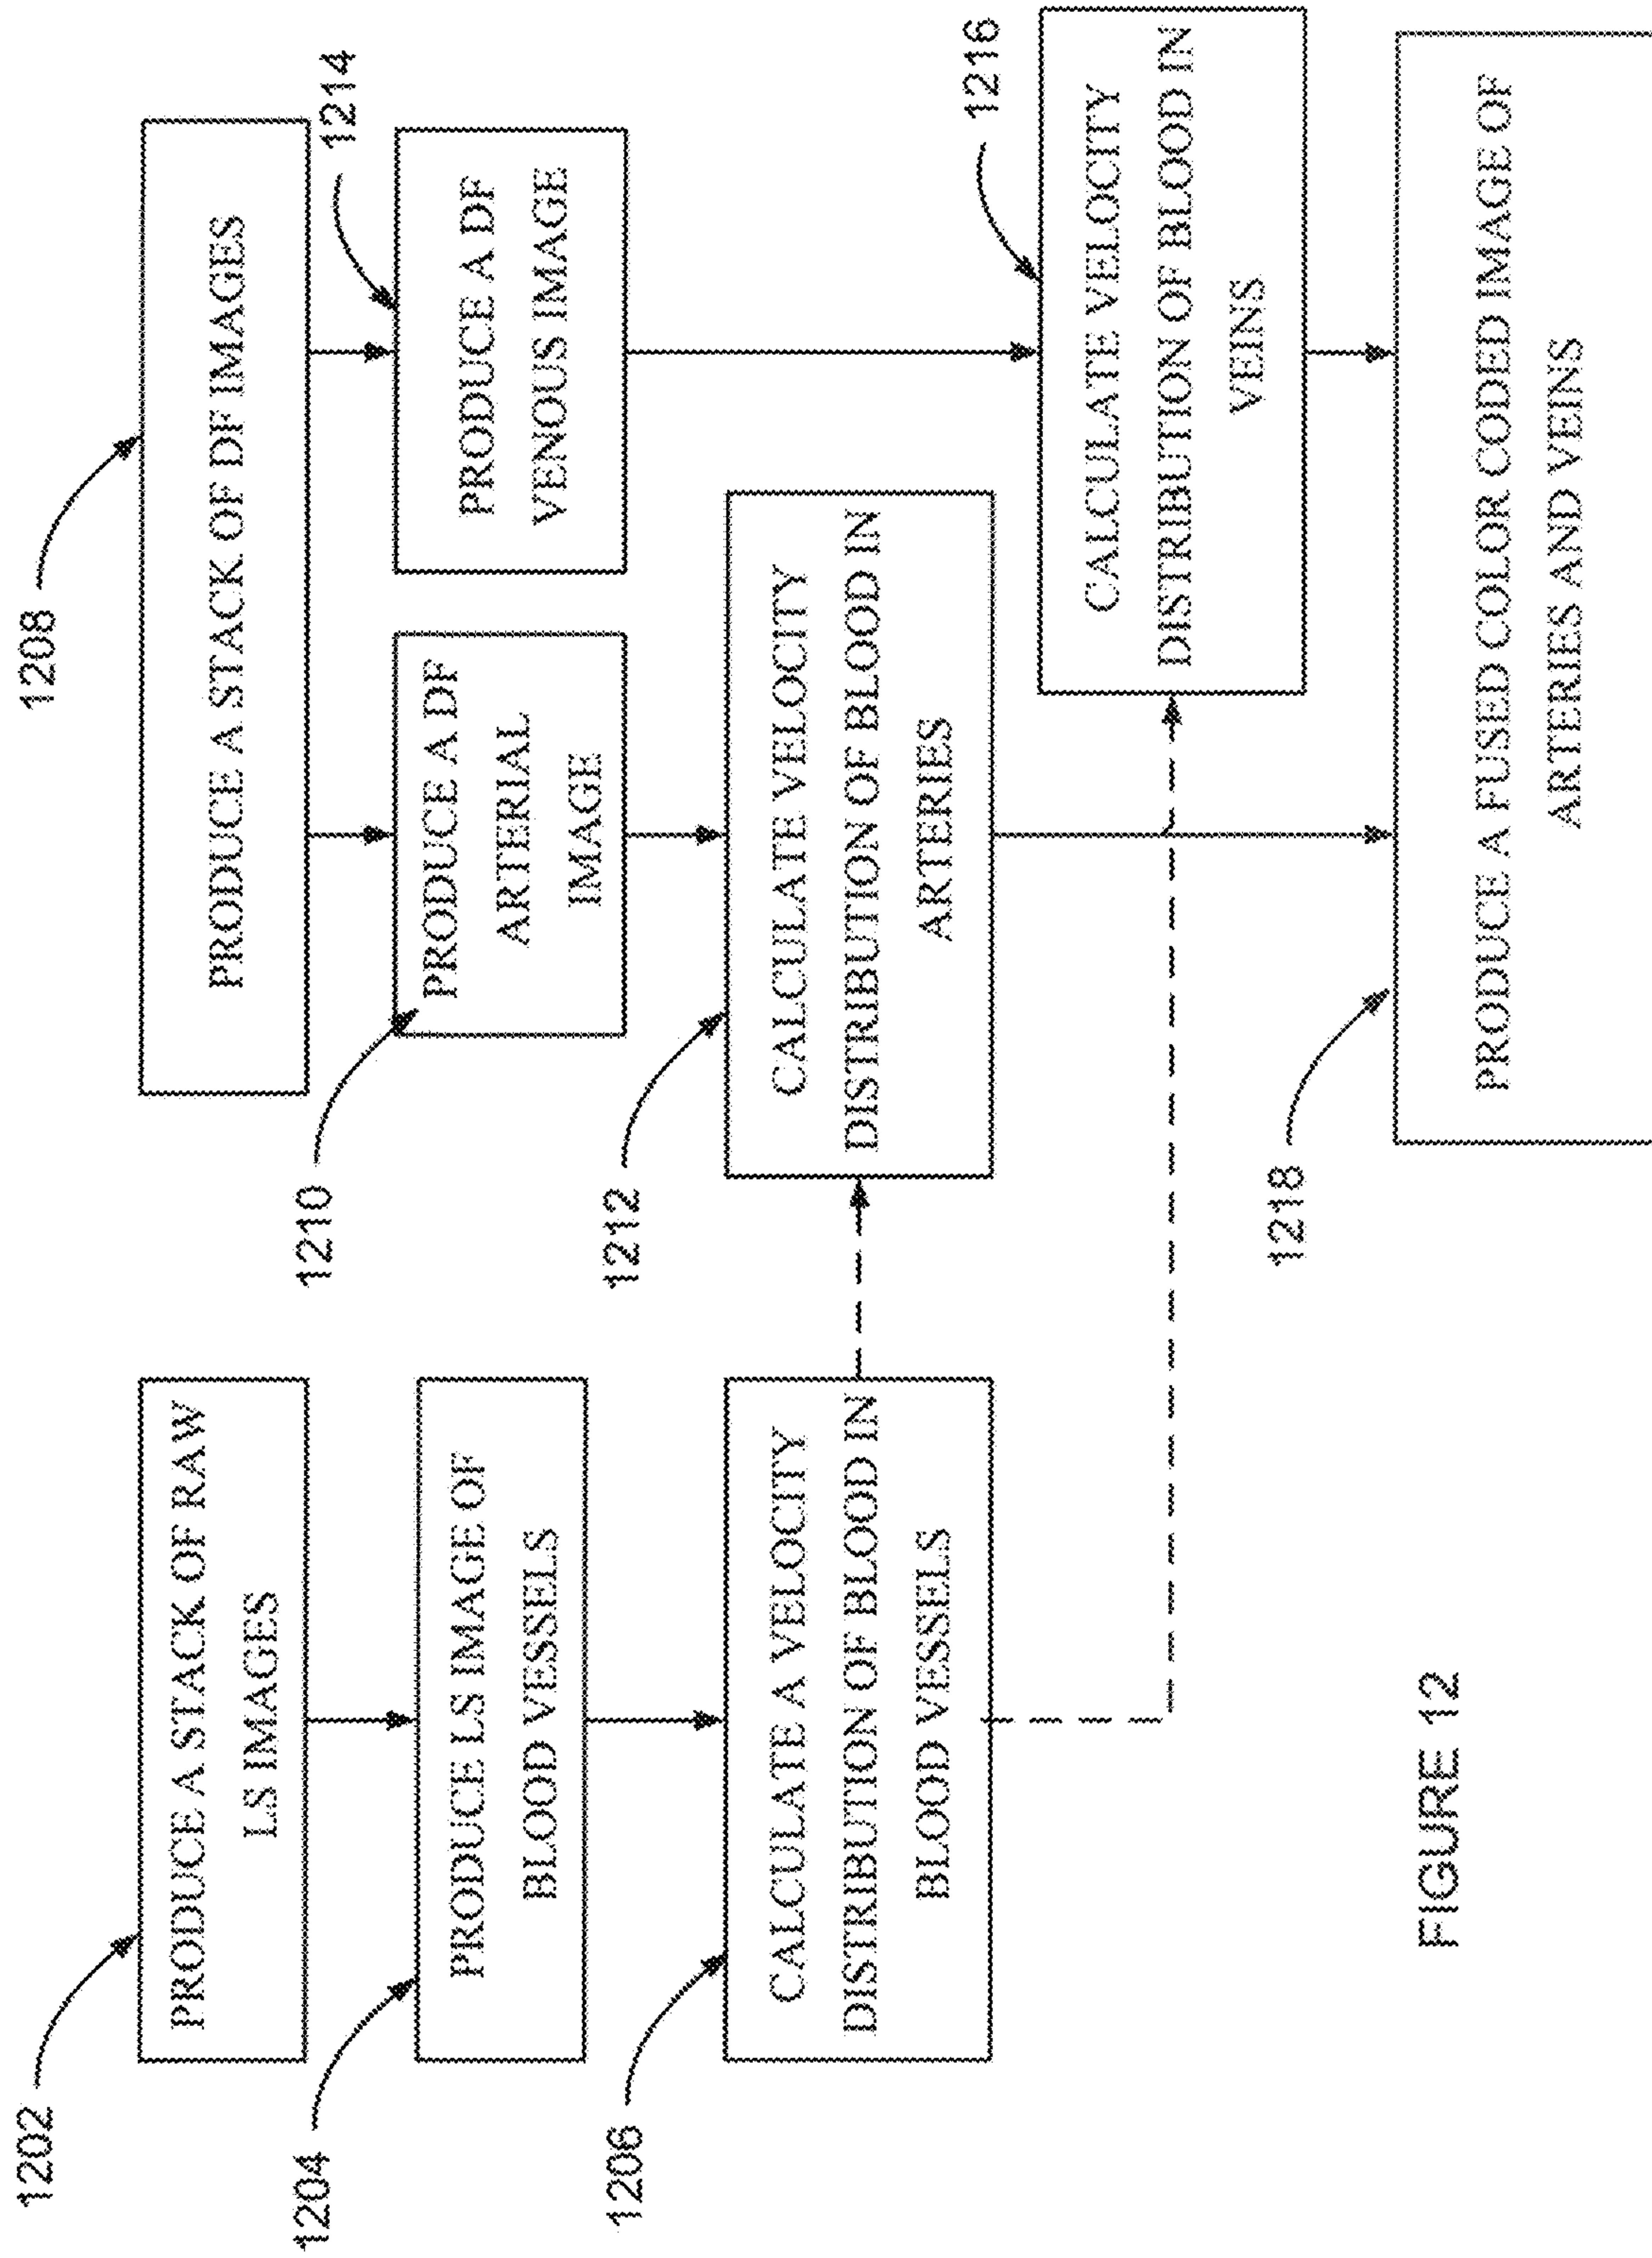 1202
PRODUCE A STACK OF RAW
LS IMAGES
1204
PRODUCE LS IMAGE OF
BLOOD VESSELS
1206
CALCULATE A VELOCITY
DISTRIBUTION OF BLOOD IN
BLOOD VESSELS
1208
PRODUCE A STACK OF DF IMAGES
1210
PRODUCE A DF
ARTERIAL
IMAGE
1214
PRODUCE A DF
VENOUS IMAGE
1212
CALCULATE VELOCITY
DISTRIBUTION OF BLOOD IN
ARTERIES
1216
CALCULATE VELOCITY
DISTRIBUTION OF BLOOD IN
VEINS
1218
PRODUCE A FUSED COLOR CODED IMAGE OF
ARTERIES AND VEINS
FIGURE 12